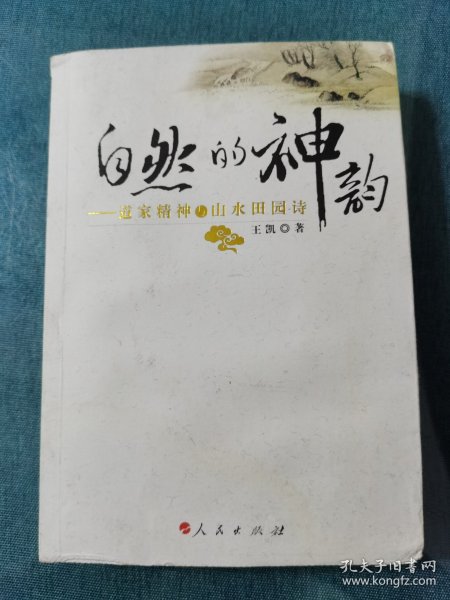 自然的神韵
——道家精神与山水田园诗
王凯◎著
人民出版社
孔夫子旧书网
www.kongfz.com